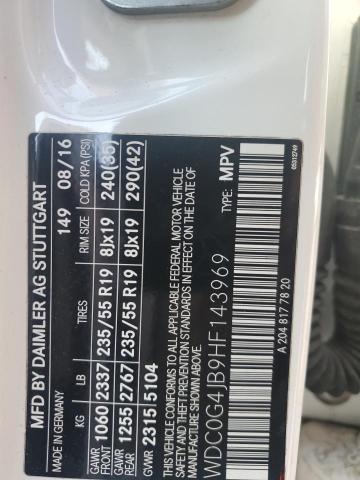 MFD BY DAIMLER AG STUTTGART
MADE IN GERMANY 149 08/16
KG LB TIRES RIM SIZE COLD KPA(PSI)
GAWR FRONT 1060 2337 235/55 R19 8Jx19 240(35)
GAWR REAR 1255 2767 235/55 R19 8Jx19 290(42)
GVWR 2315 5104
THIS VEHICLE CONFORMS TO ALL APPLICABLE FEDERAL MOTOR VEHICLE
SAFETY AND THEFT PREVENTION STANDARDS IN EFFECT ON THE DATE OF
MANUFACTURE SHOWN ABOVE.
TYPE: MPV
WDC0G4JB9HF143969
A 204 817 78 20
05312749